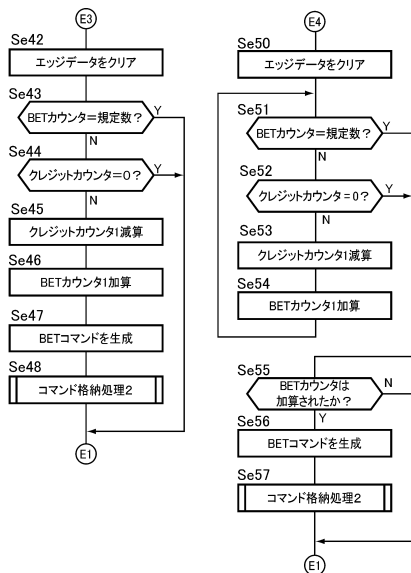 E3
Se42
エッジデータをクリア
Se43
BETカウンタ=規定数?
Y
N
Se44
クレジットカウンタ=0?
Y
N
Se45
クレジットカウンタ1減算
Se46
BETカウンタ1加算
Se47
BETコマンドを生成
Se48
コマンド格納処理2
E1
E4
Se50
エッジデータをクリア
Se51
BETカウンタ=規定数?
Y
N
Se52
クレジットカウンタ=0?
Y
N
Se53
クレジットカウンタ1減算
Se54
BETカウンタ1加算
Se55
BETカウンタは
加算されたか?
N
Y
Se56
BETコマンドを生成
Se57
コマンド格納処理2
E1